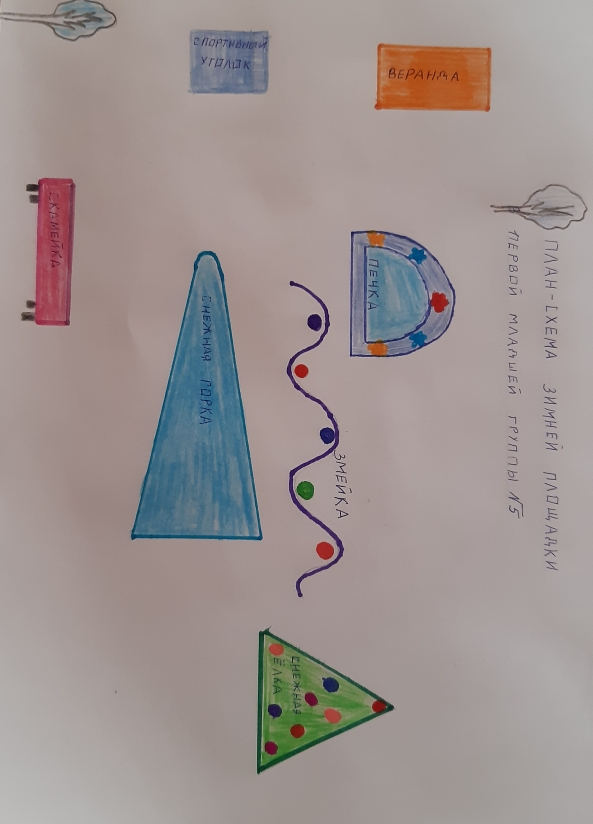 ПЛАН-СХЕМА ЗИМНЕЙ ПЛОЩАДКИ
ПЕРВОЙ МЛАДШЕЙ ГРУППЫ №5
ВЕРАНДА
СПОРТИВНЫЙ
УГОЛОК
ПЕЧКА
ЗМЕЙКА
СНЕЖНАЯ ГОРКА
СКАМЕЙКА
СНЕЖНАЯ
ЁЛКА